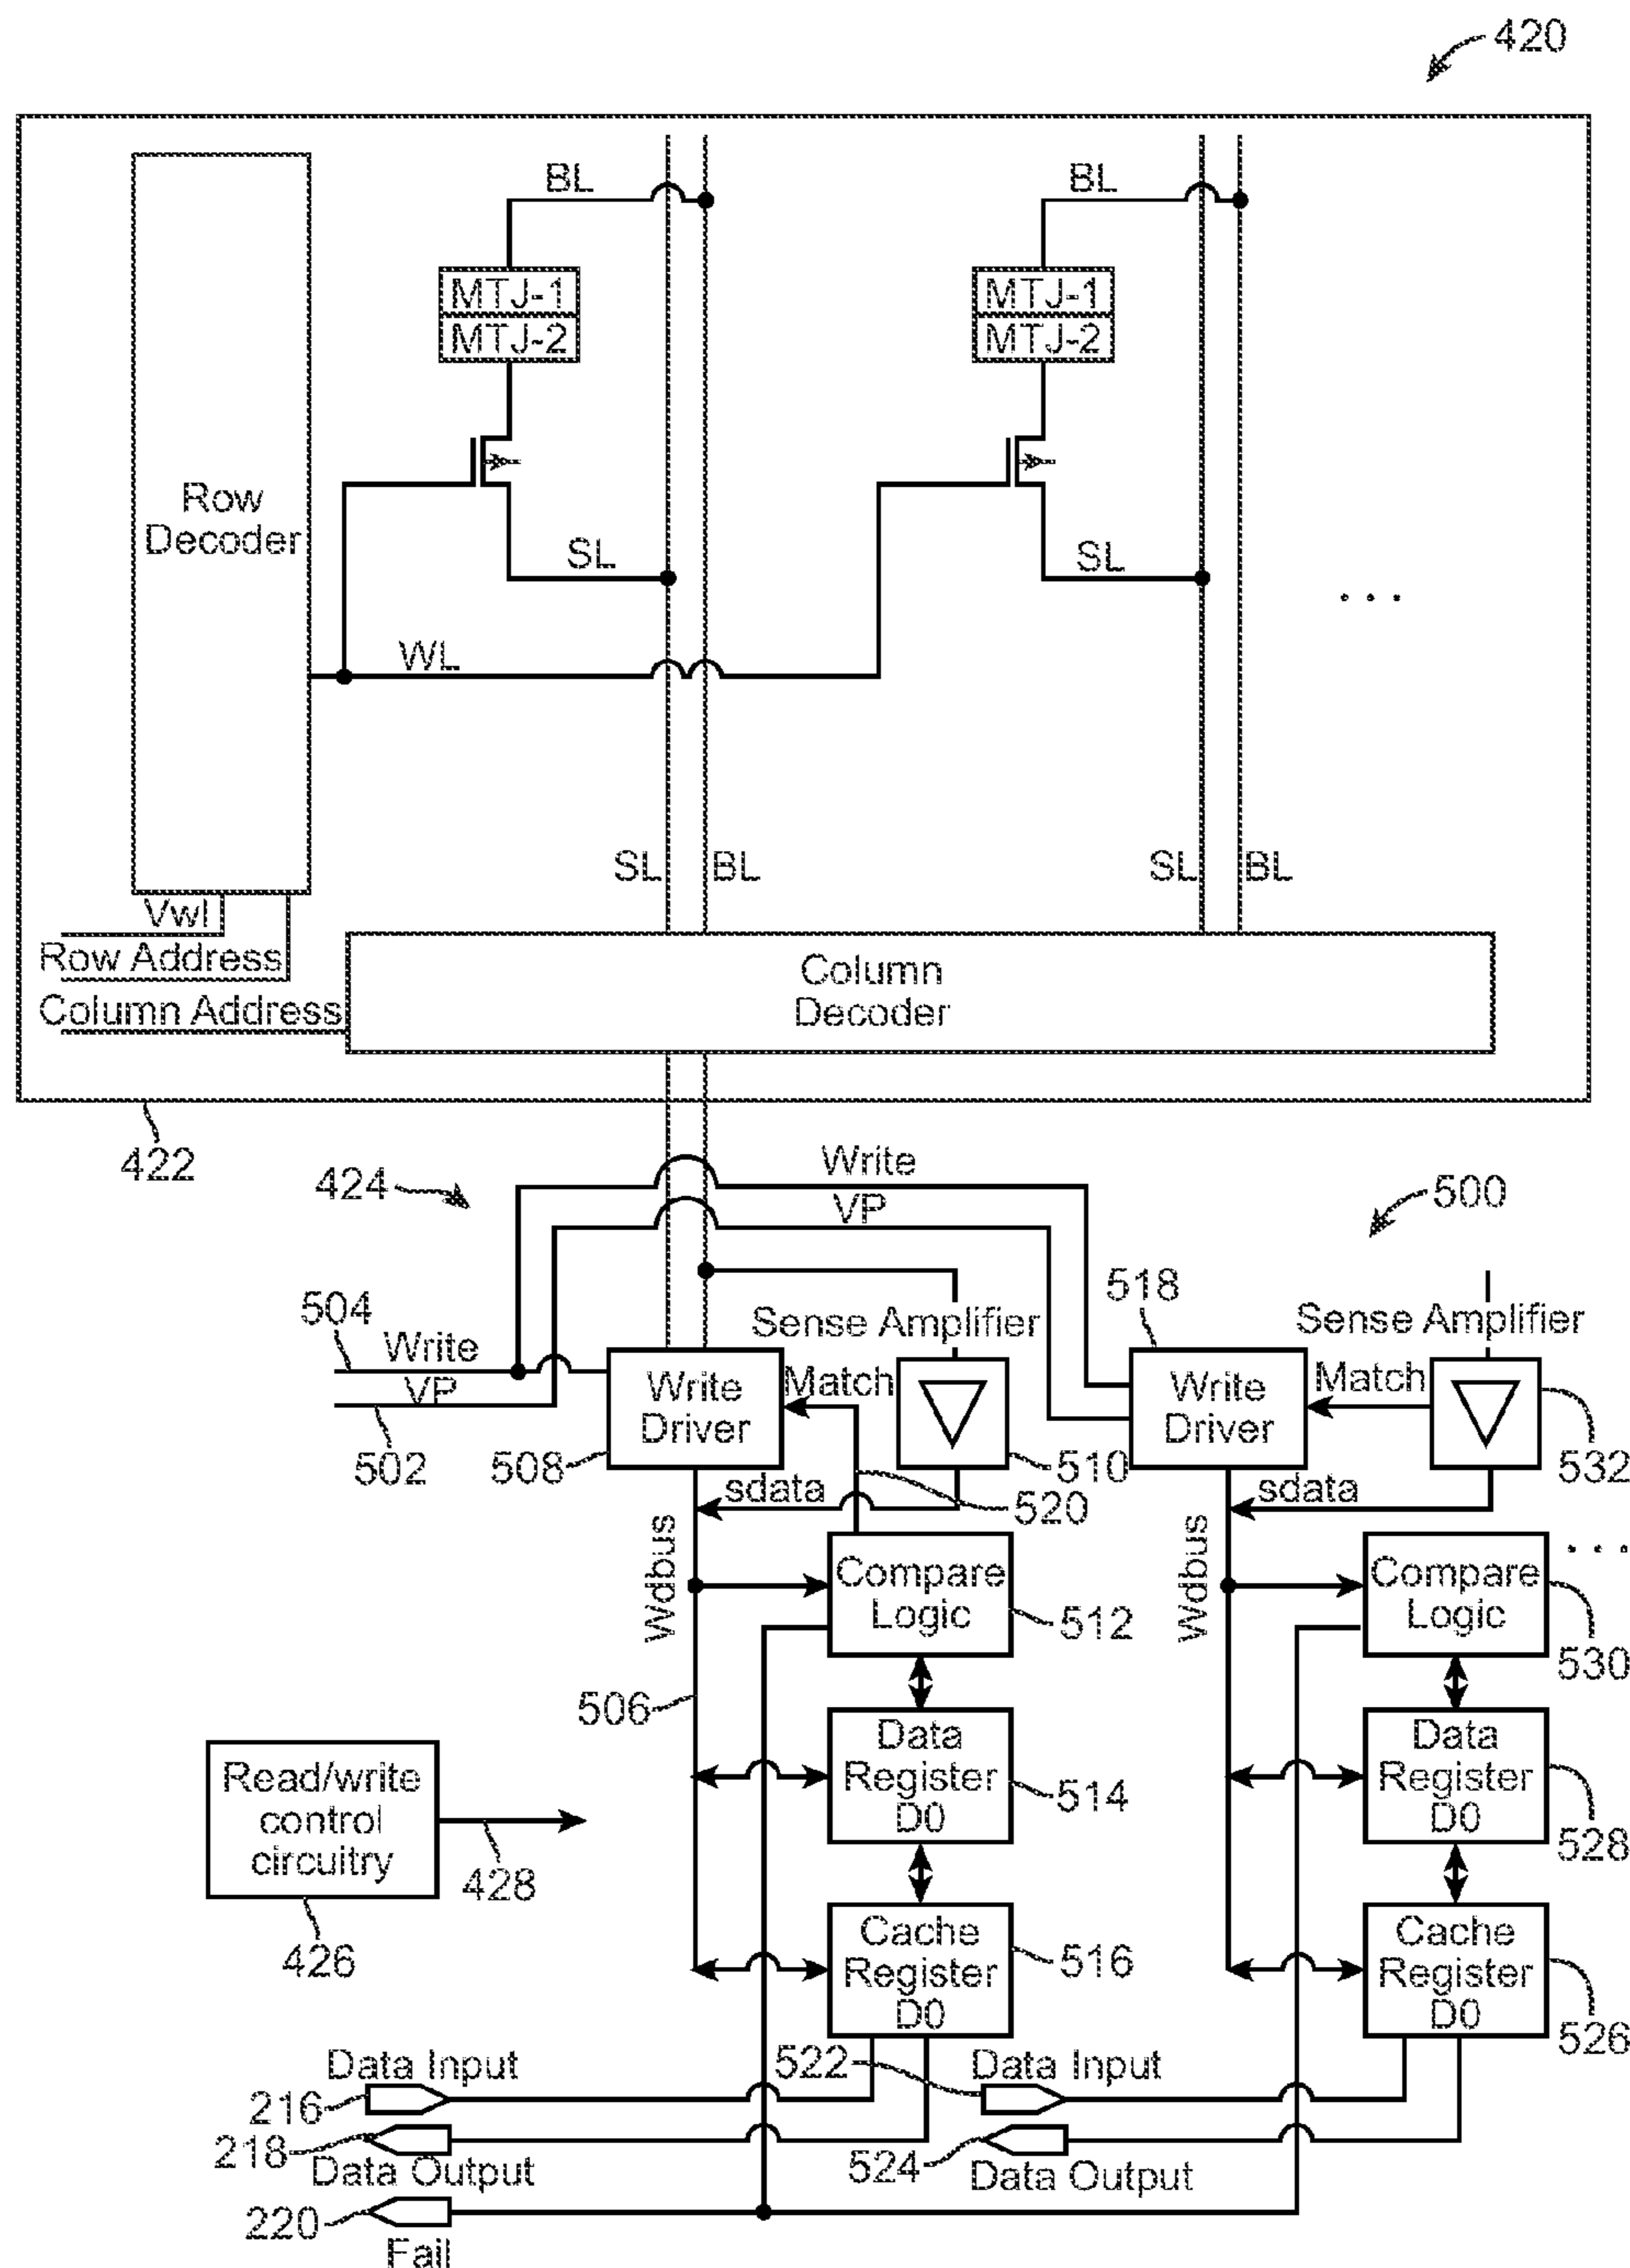 420
BL
BL
MTJ-1
MTJ-1
MTJ-2
MTJ-2
Row
Decoder
SL
SL
. . .
WL
SL
BL
SL
BL
Vwl
Row Address
Column Address
Column
Decoder
422
424
Write
VP
500
504
Write
VP
502
508
Write
Driver
Match
Sense Amplifier
510
518
Write
Driver
Match
Sense Amplifier
532
sdata
520
sdata
Wdbus
Compare
Logic
512
Wdbus
Compare
Logic
. . .
530
506
Data
Register
D0
514
Data
Register
D0
528
Read/write
control
circuitry
428
426
Cache
Register
D0
516
Cache
Register
D0
526
Data Input
216
218
Data Output
522
Data Input
524
Data Output
220
Fail